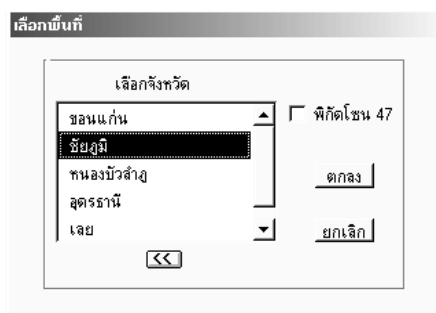 เลือกพื้นที่
เลือกจังหวัด
ขอนแก่น
ชัยภูมิ
หนองบัวลำภู
อุดรธานี
เลย
<<
พิกัดโซน 47
ตกลง
ยกเลิก